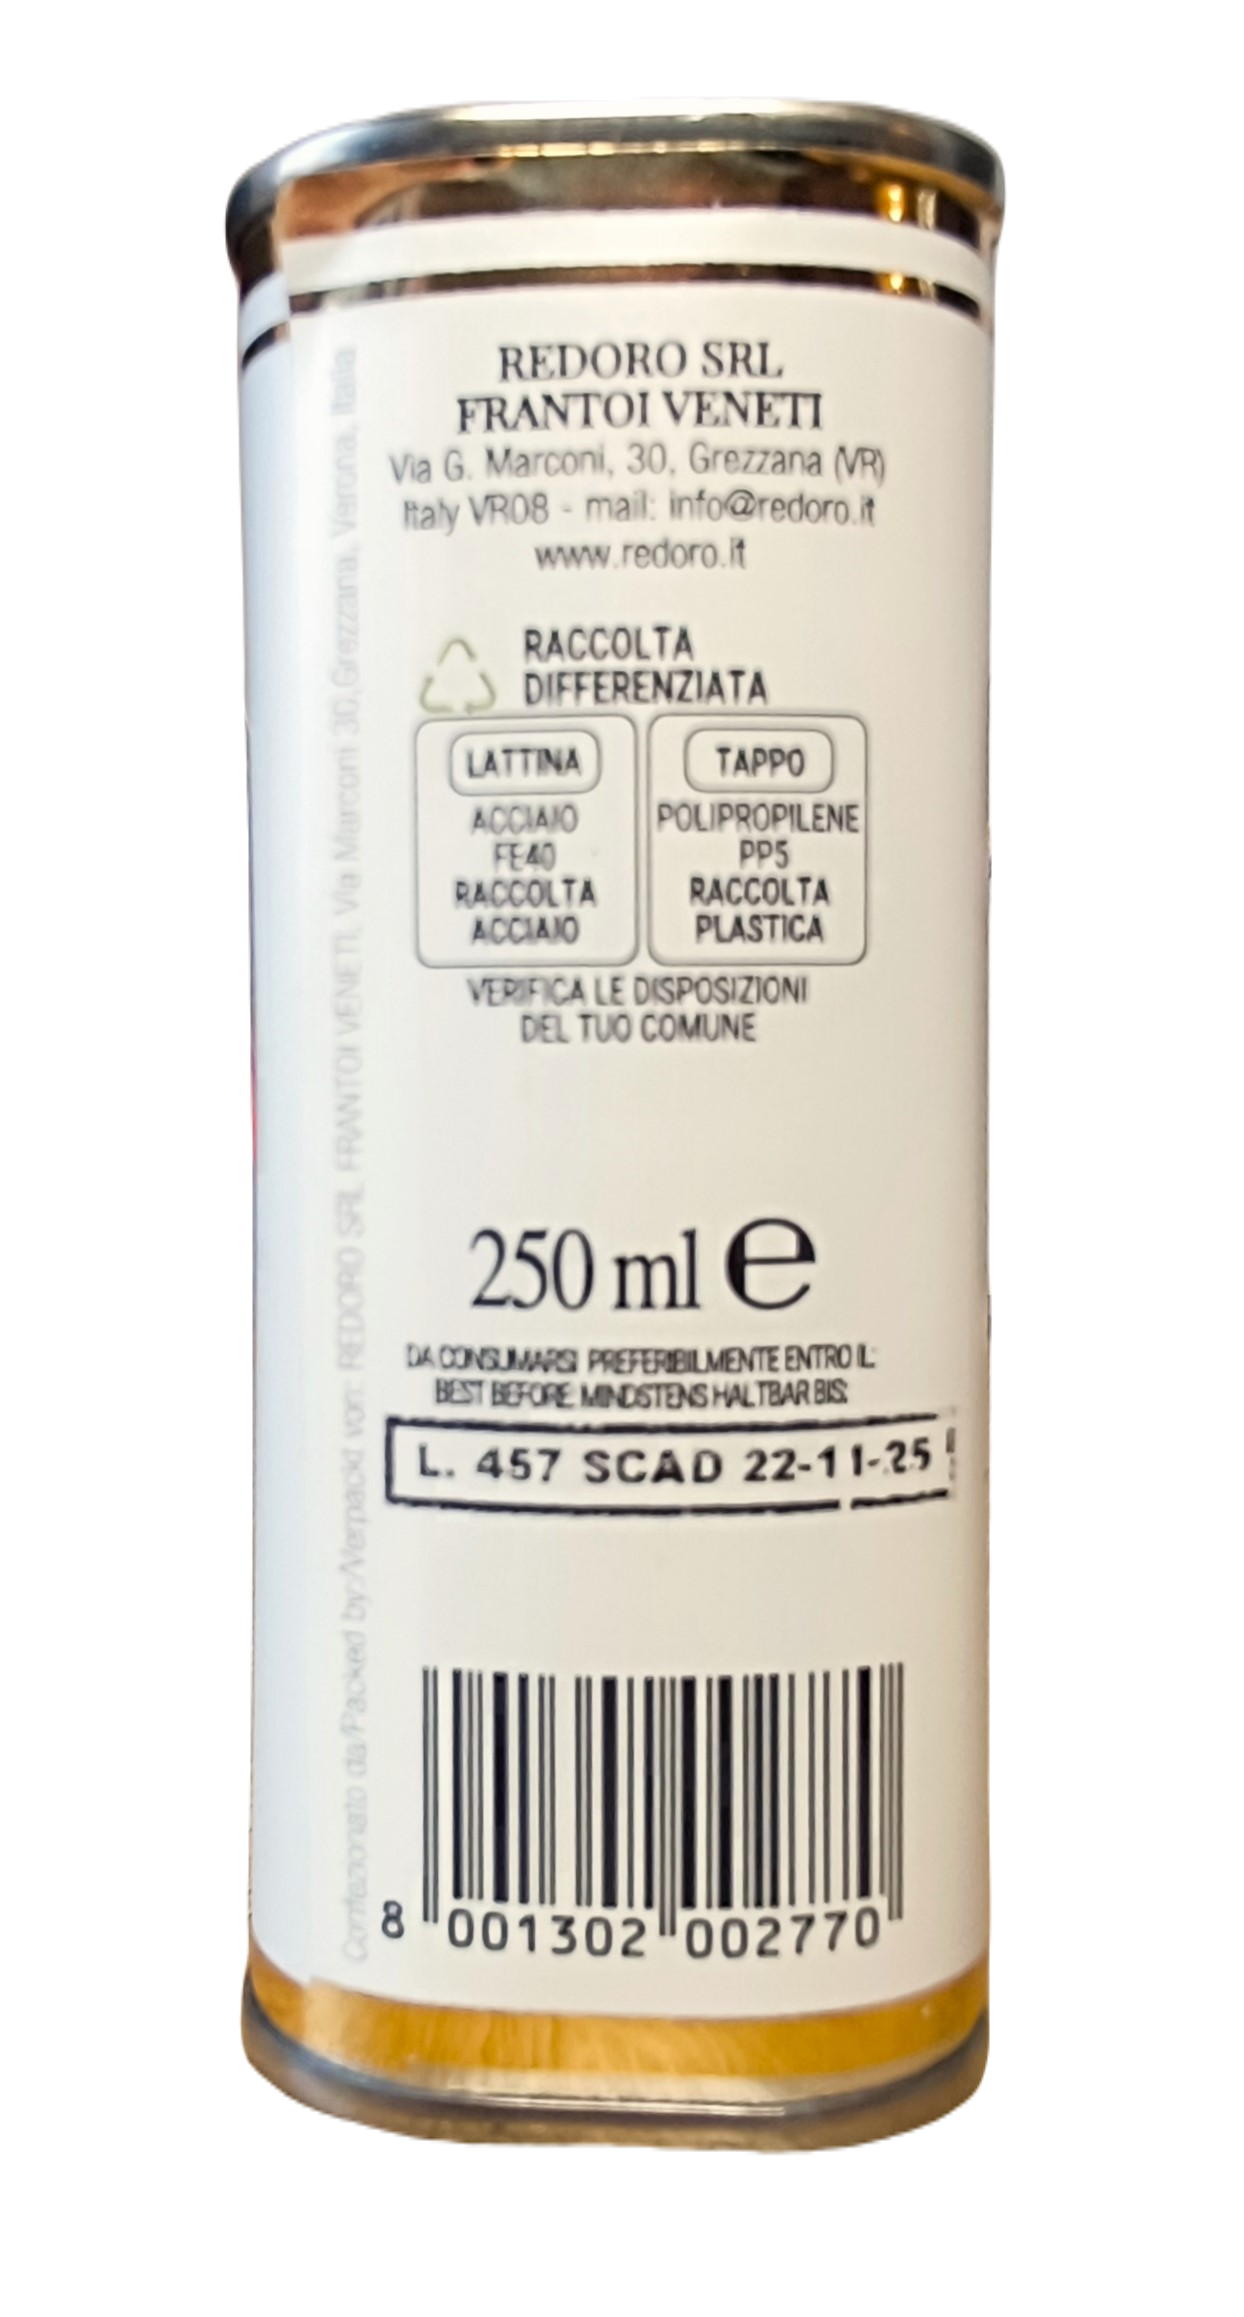 REDORO SRL
FRANTOI VENETI
Via G. Marconi, 30, Grezzana (VR)
Italy VR08 - mail: info@redoro.it
www.redoro.it
RACCOLTA
DIFFERENZIATA
LATTINA
ACCIAIO
FE40
RACCOLTA
ACCIAIO
TAPPO
POLIPROPILENE
PP5
RACCOLTA
PLASTICA
VERIFICA LE DISPOSIZIONI
DEL TUO COMUNE
250 ml e
DA CONSUMARSI PREFERIBILMENTE ENTRO IL:
BEST BEFORE: MINDSTENS HALTBAR BIS:
L. 457 SCAD 22-11-25
8 001302 002770
Confezionato da/Packed by:/Verpackt von: REDORO SRL FRANTOI VENETI, Via Marconi 30,Grezzana, Verona, Italia